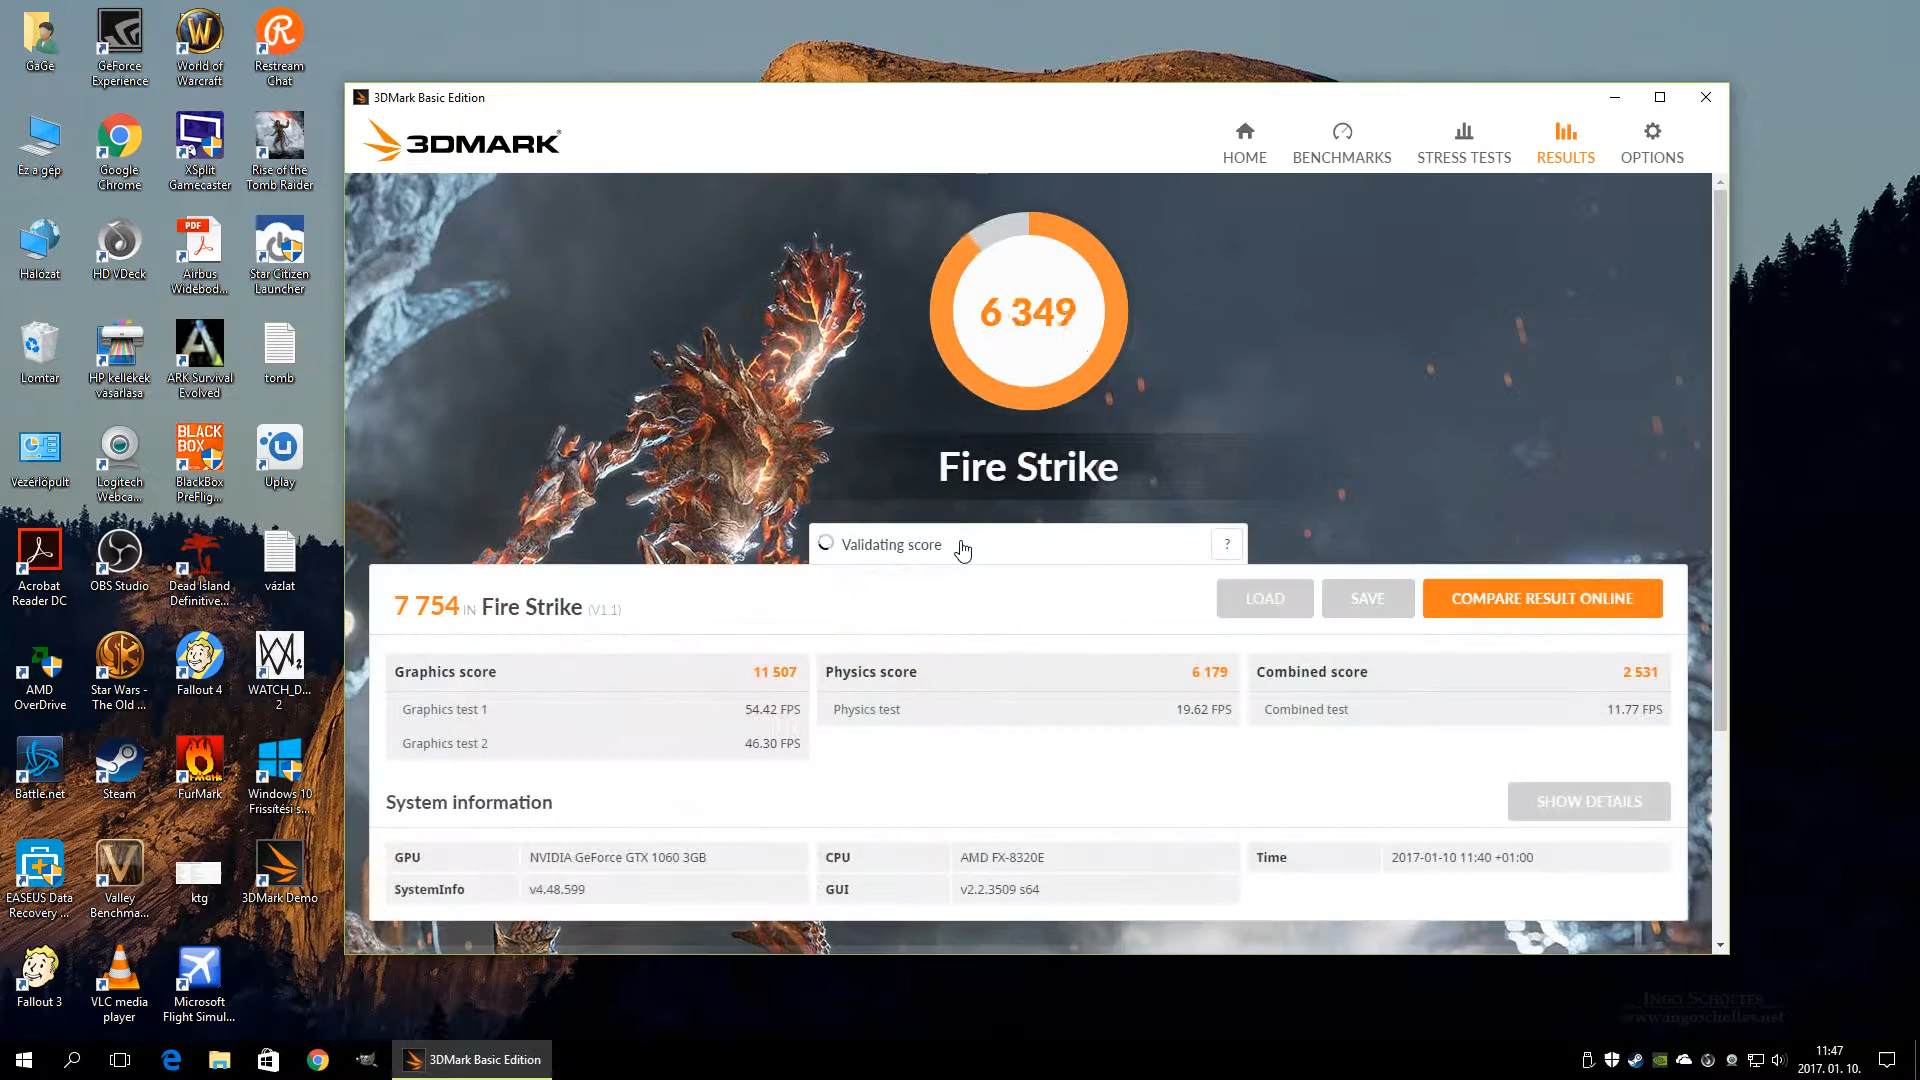 GaGe
GeForce
Experience
World of
Warcraft
Restream
Chat
Ez a gép
Google
Chrome
XSplit
Gamecaster
Rise of the
Tomb Raider
Hálózat
HD VDeck
PDF
Airbus
Widebod...
Star Citizen
Launcher
Lomtár
HP kellékek
vásárlása
ARK Survival
Evolved
tomb
Vezérlőpult
Logitech
Webca...
BLACK
BOX
BlackBox
PreFlig...
Uplay
Acrobat
Reader DC
OBS Studio
Dead Island
Definitive...
vázlat
AMD
OverDrive
Star Wars -
The Old ...
Fallout 4
WATCH_D...
2
Battle.net
Steam
FurMark
Windows 10
Frissítési s...
EASEUS Data
Recovery ...
Valley
Benchma...
ktg
3DMark Demo
Fallout 3
VLC media
player
Microsoft
Flight Simul...
3DMark Basic Edition
3DMARK
HOME
BENCHMARKS
STRESS TESTS
RESULTS
OPTIONS
6 349
Fire Strike
Validating score
?
7 754 IN Fire Strike (V1.1)
LOAD
SAVE
COMPARE RESULT ONLINE
Graphics score 11 507
Graphics test 1 54.42 FPS
Graphics test 2 46.30 FPS
Physics score 6 179
Physics test 19.62 FPS
Combined score 2 531
Combined test 11.77 FPS
System information
SHOW DETAILS
GPU NVIDIA GeForce GTX 1060 3GB
CPU AMD FX-8320E
Time 2017-01-10 11:40 +01:00
SystemInfo v4.48.599
GUI v2.2.3509 s64
Ingo Scholtes
www.ingoscholtes.net
3DMark Basic Edition
11:47
2017. 01. 10.